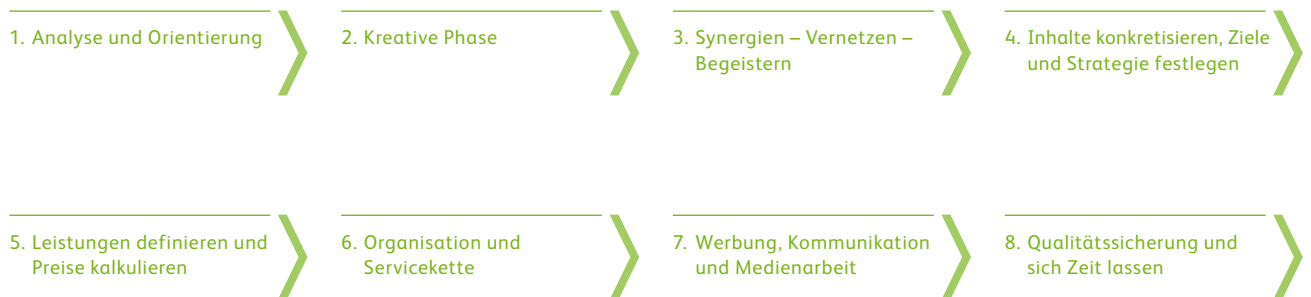 1. Analyse und Orientierung
2. Kreative Phase
3. Synergien – Vernetzen –
Begeistern
4. Inhalte konkretisieren, Ziele
und Strategie festlegen
5. Leistungen definieren und
Preise kalkulieren
6. Organisation und
Servicekette
7. Werbung, Kommunikation
und Medienarbeit
8. Qualitätssicherung und
sich Zeit lassen